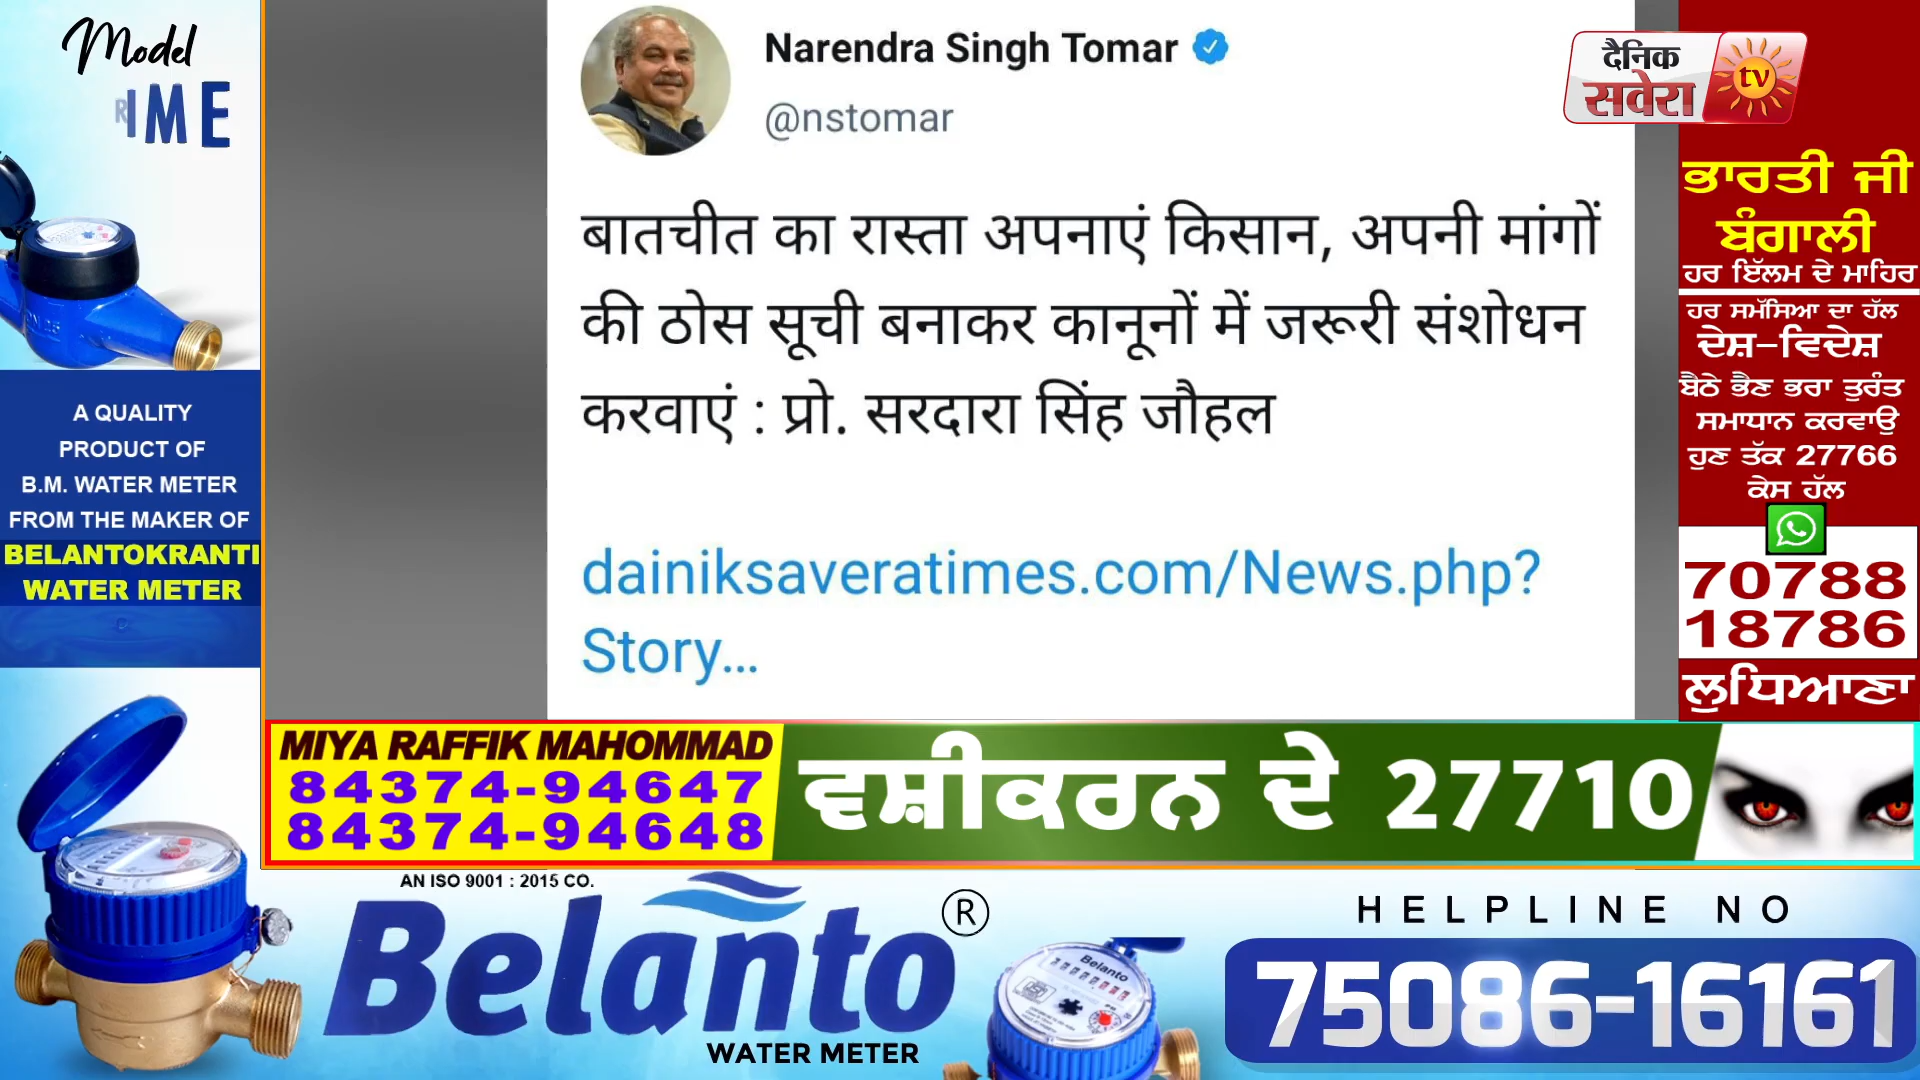 Model
RIME
A QUALITY
PRODUCT OF
B.M. WATER METER
FROM THE MAKER OF
BELANTOKRANTI
WATER METER
Narendra Singh Tomar
@nstomar
बातचीत का रास्ता अपनाएं किसान, अपनी मांगों
की ठोस सूची बनाकर कानूनों में जरूरी संशोधन
करवाएं : प्रो. सरदारा सिंह जौहल
dainiksaveratimes.com/News.php?
Story...
दैनिक
सवेरा
tv
ਭਾਰਤੀ ਜੀ
ਬੰਗਾਲੀ
ਹਰ ਇੱਲਮ ਦੇ ਮਾਹਿਰ
ਹਰ ਸਮੱਸਿਆ ਦਾ ਹੱਲ
ਦੇਸ਼-ਵਿਦੇਸ਼
ਬੈਠੇ ਭੈਣ ਭਰਾ ਤੁਰੰਤ
ਸਮਾਧਾਨ ਕਰਵਾਉ
ਹੁਣ ਤੱਕ 27766
ਕੇਸ ਹੱਲ
70788
18786
ਲੁਧਿਆਣਾ
MIYA RAFFIK MAHOMMAD
84374-94647
84374-94648
ਵਸ਼ੀਕਰਨ ਦੇ 27710
AN ISO 9001 : 2015 CO.
Belanto®
WATER METER
Belanto
HELPLINE NO
75086-16161